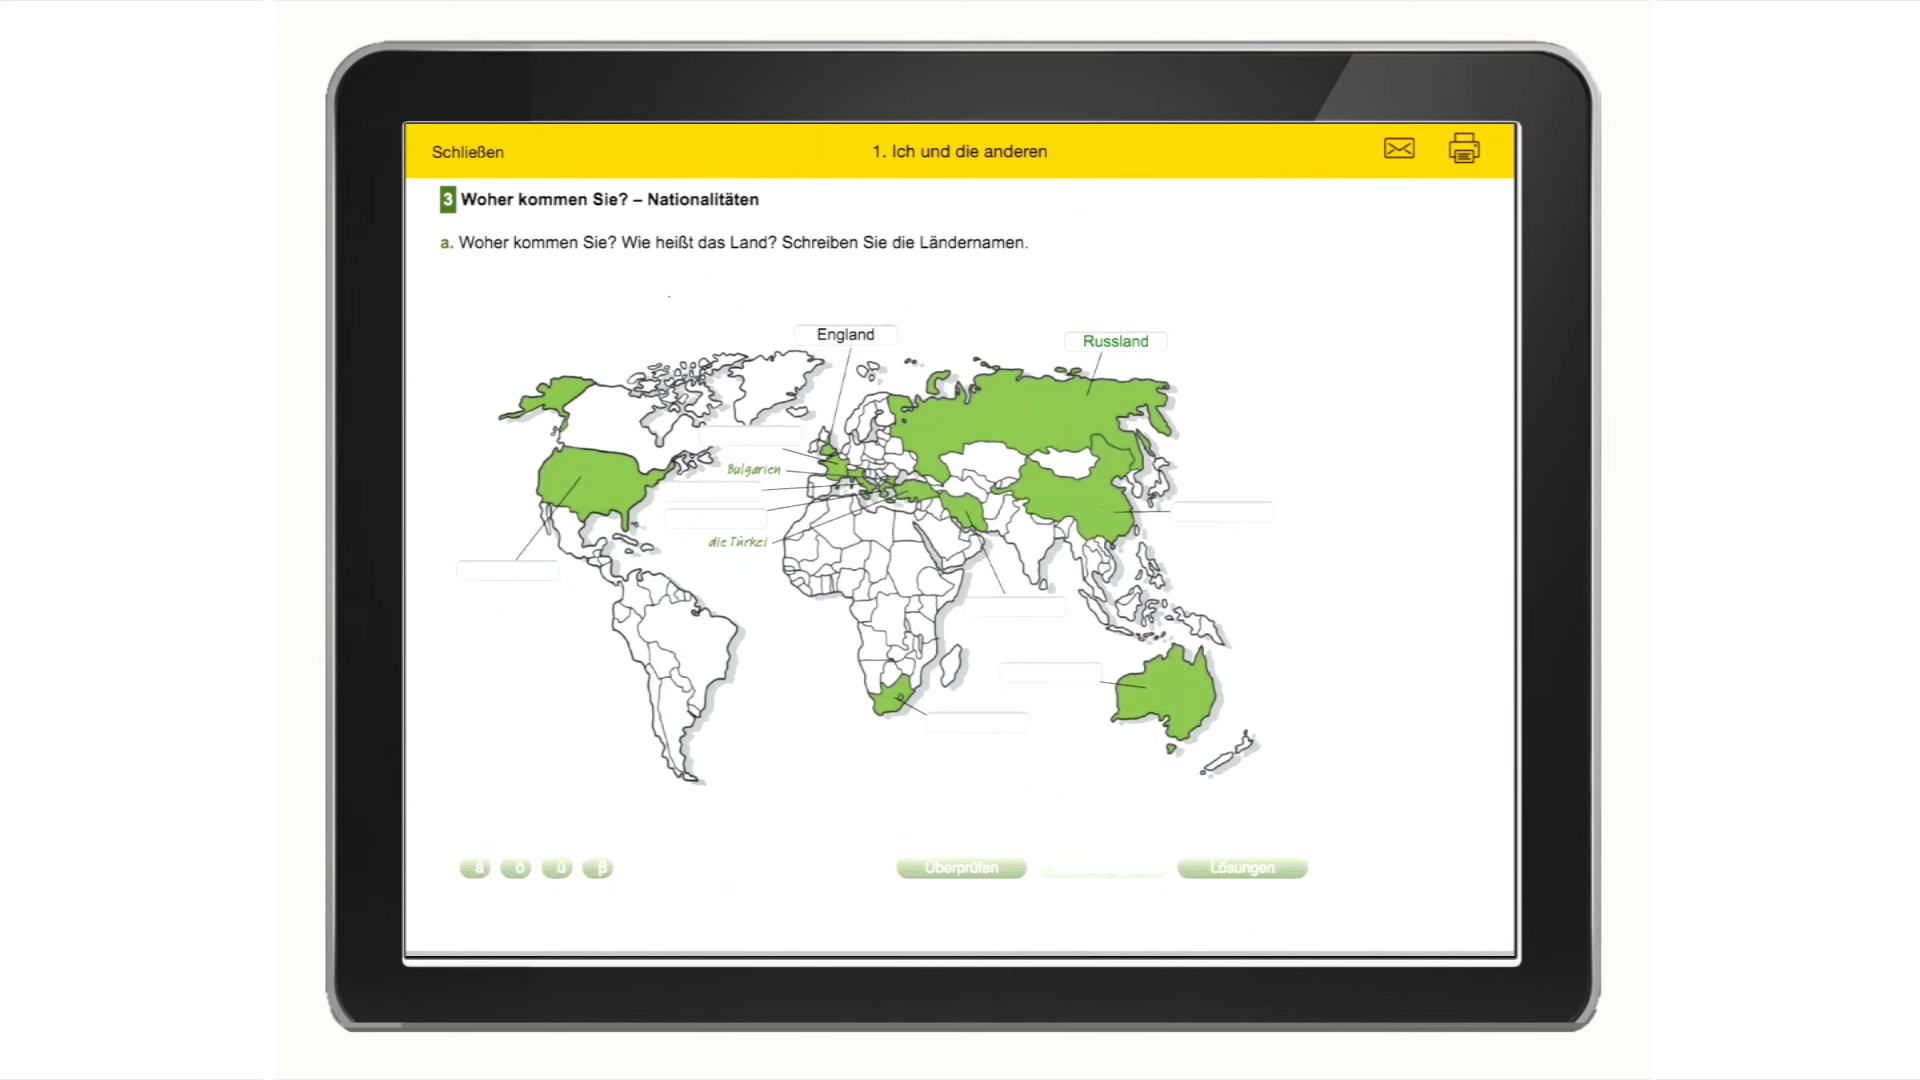 Schließen
1. Ich und die anderen
3 Woher kommen Sie? – Nationalitäten
a. Woher kommen Sie? Wie heißt das Land? Schreiben Sie die Ländernamen.
England
Russland
Bulgarien
die Türkei
ä ö ü β
Überprüfen
Lösungen